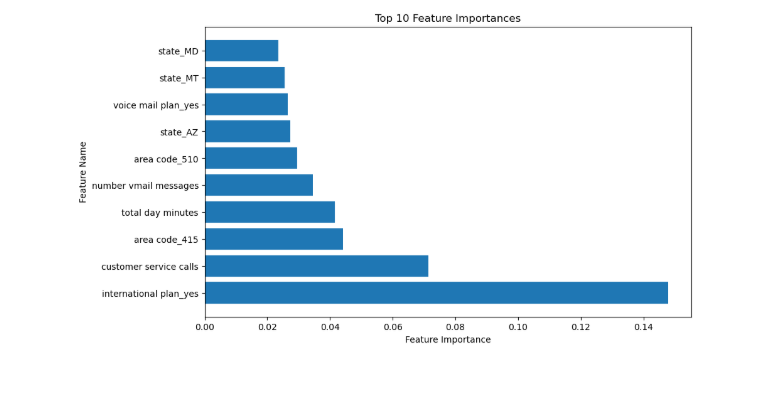 Top 10 Feature Importances
state_MD
state_MT
voice mail plan_yes
state_AZ
area code_510
number vmail messages
total day minutes
area code_415
customer service calls
international plan_yes
Feature Name
0.00 0.02 0.04 0.06 0.08 0.10 0.12 0.14
Feature Importance